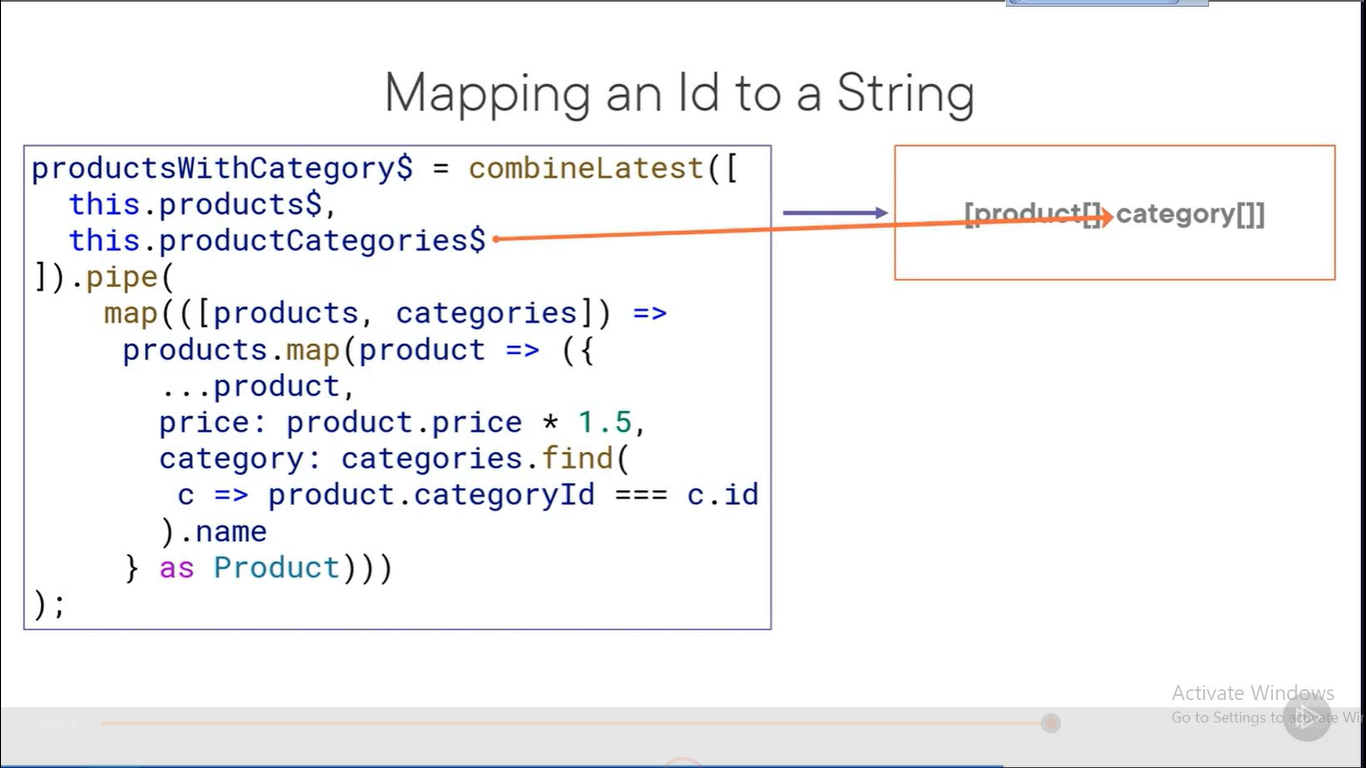 Mapping an Id to a String
productsWithCategory$ = combineLatest([
this.products$,
this.productCategories$
]).pipe(
map(([products, categories]) =>
products.map(product => ({
...product,
price: product.price * 1.5,
category: categories.find(
c => product.categoryId === c.id
).name
} as Product)))
);
[product[], category[]]
Activate Windows
Go to Settings to activate Wi